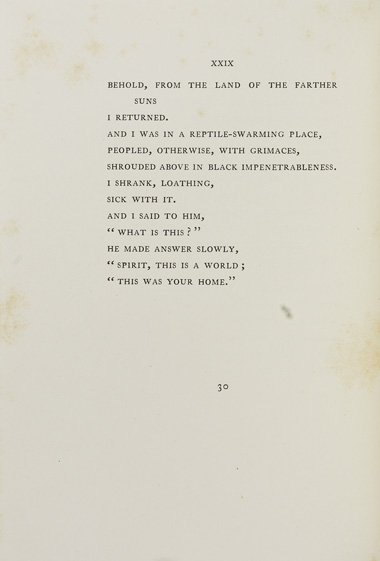 XXIX
BEHOLD, FROM THE LAND OF THE FARTHER
SUNS
I RETURNED.
AND I WAS IN A REPTILE-SWARMING PLACE,
PEOPLED, OTHERWISE, WITH GRIMACES,
SHROUDED ABOVE IN BLACK IMPENETRABLENESS.
I SHRANK, LOATHING,
SICK WITH IT.
AND I SAID TO HIM,
“ WHAT IS THIS ? ”
HE MADE ANSWER SLOWLY,
“ SPIRIT, THIS IS A WORLD ;
“ THIS WAS YOUR HOME.”
30